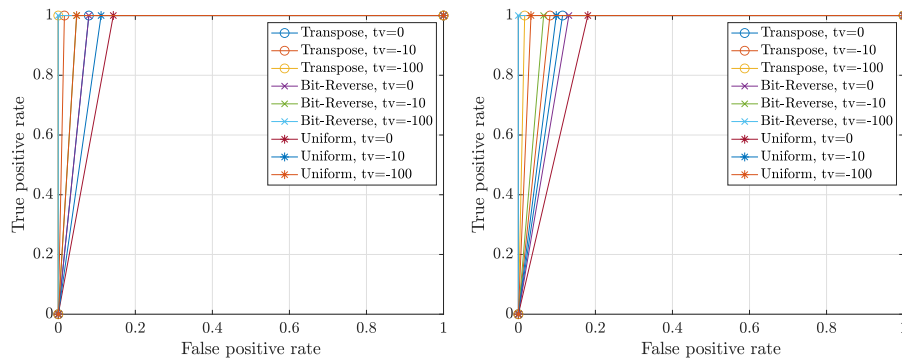 1
0.8
0.6
0.4
0.2
0
0
0.2
0.4
0.6
0.8
1
True positive rate
False positive rate
Transpose, tv=0
Transpose, tv=-10
Transpose, tv=-100
Bit-Reverse, tv=0
Bit-Reverse, tv=-10
Bit-Reverse, tv=-100
Uniform, tv=0
Uniform, tv=-10
Uniform, tv=-100
1
0.8
0.6
0.4
0.2
0
0
0.2
0.4
0.6
0.8
1
True positive rate
False positive rate
Transpose, tv=0
Transpose, tv=-10
Transpose, tv=-100
Bit-Reverse, tv=0
Bit-Reverse, tv=-10
Bit-Reverse, tv=-100
Uniform, tv=0
Uniform, tv=-10
Uniform, tv=-100